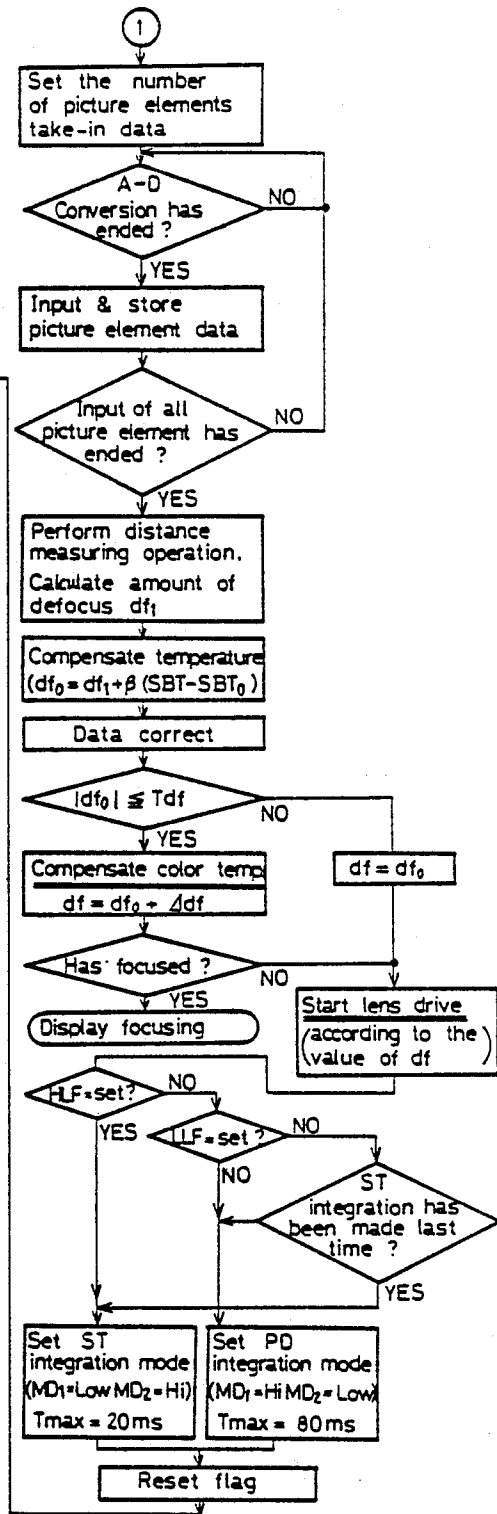 1
Set the number
of picture elements
take-in data
A-D
Conversion has
ended ?
NO
YES
Input & store
picture element data
Input of all
picture element has
ended ?
NO
YES
Perform distance
measuring operation.
Calculate amount of
defocus df₁
Compensate temperature
(df₀ = df₁ + β (SBT-SBT₀)
Data correct
|df₀| ≦ Tdf
NO
YES
Compensate color temp.
df = df₀ + Δdf
df = df₀
Has focused ?
NO
YES
Display focusing
Start lens drive
(according to the
value of df)
HLF=set?
NO
YES
LLF=set?
NO
NO
ST
integration has
been made last
time ?
YES
Set ST
integration mode
(MD₁=Low MD₂=Hi)
Tmax = 20ms
Set PD
integration mode
(MD₁=Hi MD₂=Low)
Tmax = 80ms
Reset flag